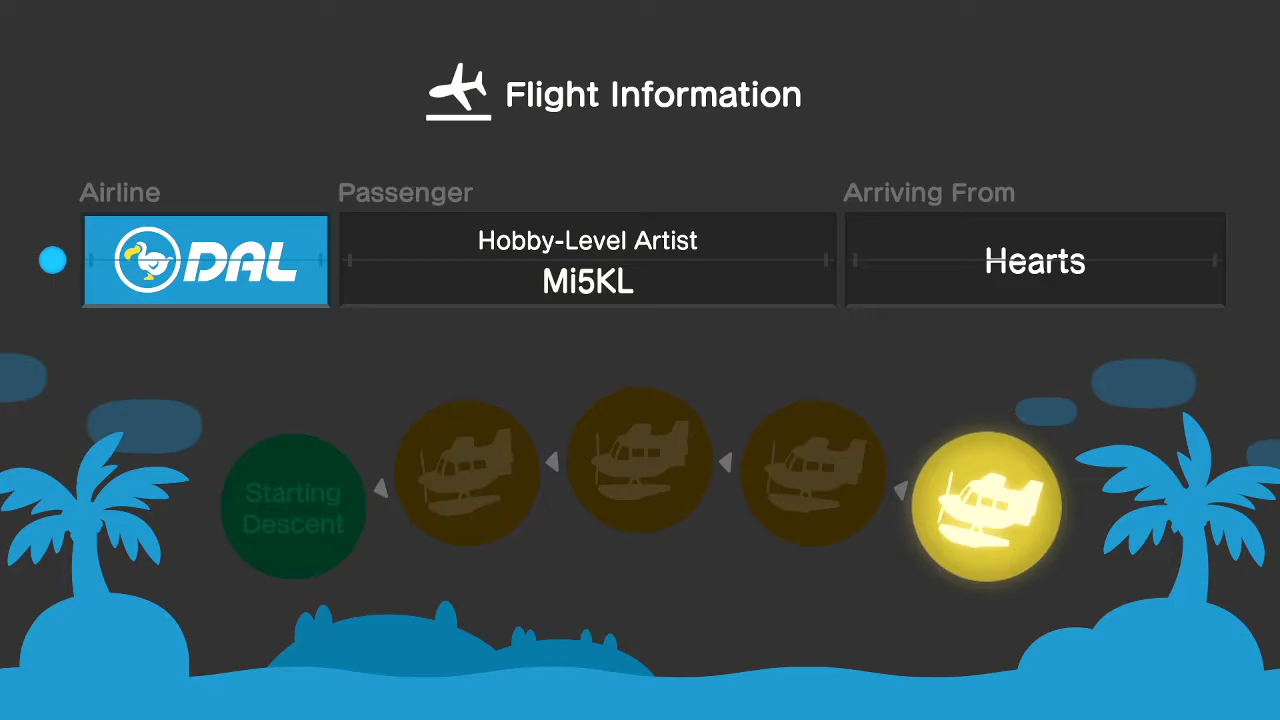 Flight Information
Airline
Passenger
Arriving From
DAL
Hobby-Level Artist
Mi5KL
Hearts
Starting
Descent